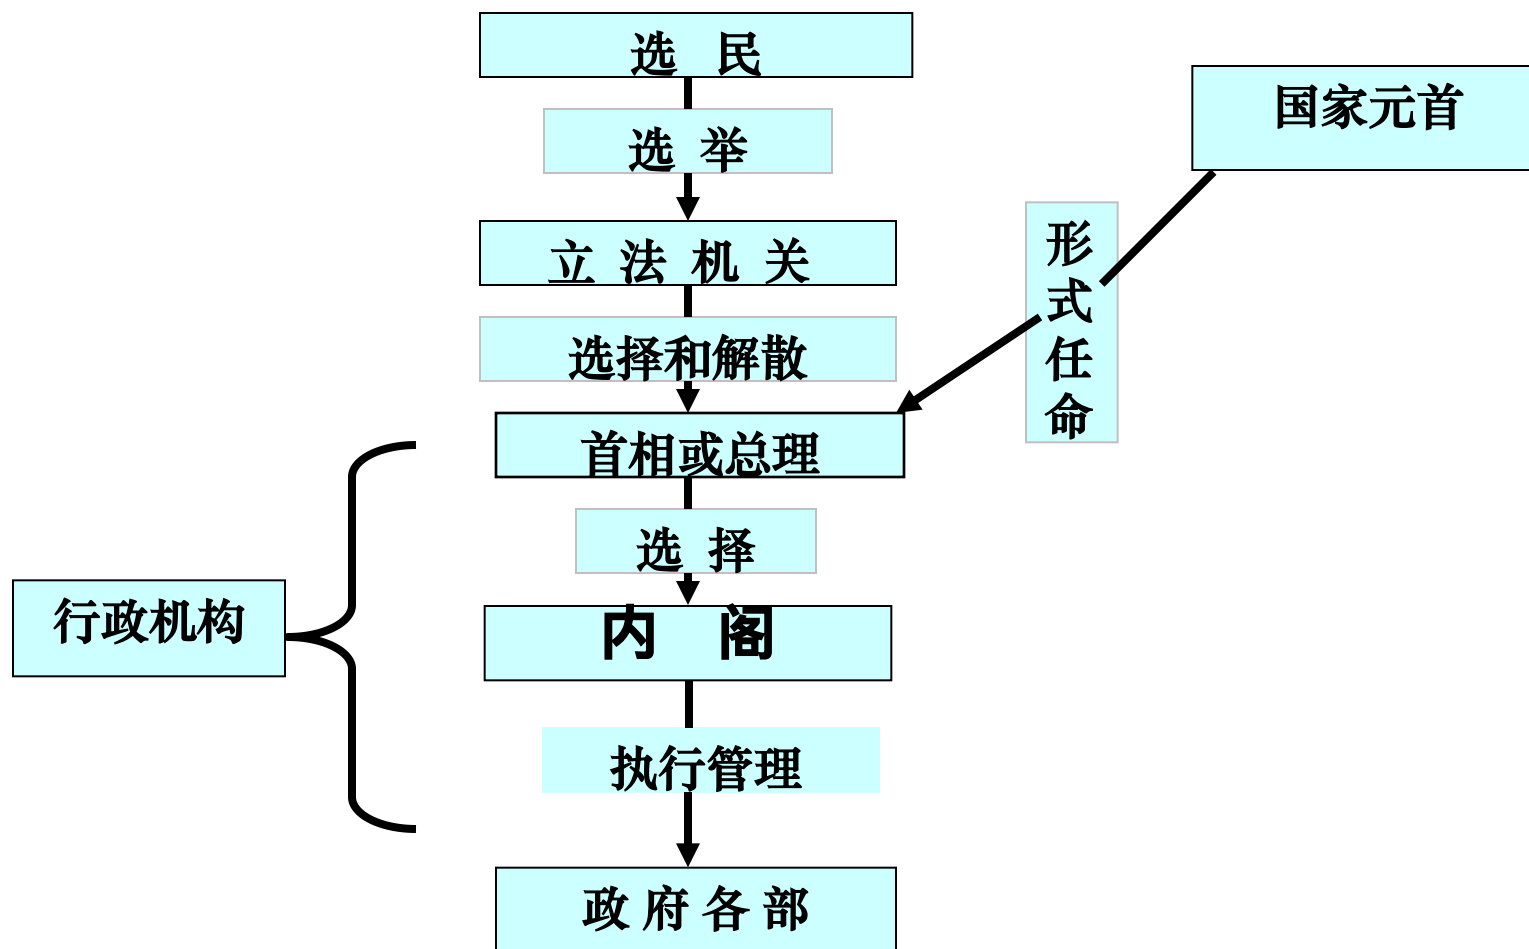 选 民
国家元首
选 举
形式任命
立 法 机 关
选择和解散
首相或总理
选 择
行政机构
内 阁
执行管理
政 府 各 部